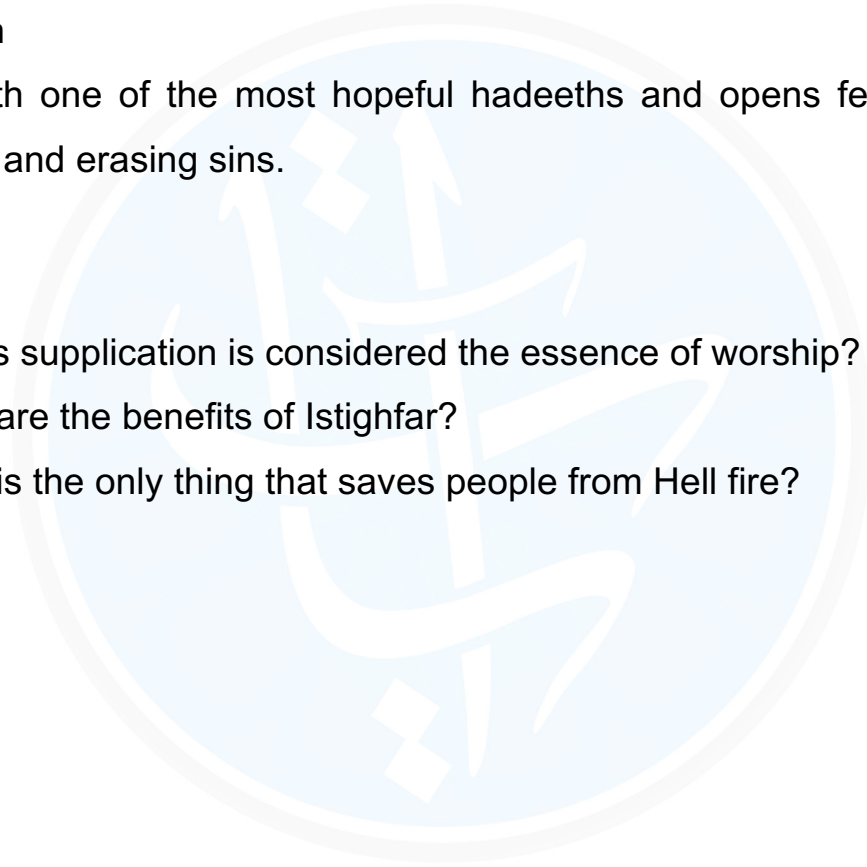 th one of the most hopeful hadeeths and opens fe
and erasing sins.
s supplication is considered the essence of worship?
are the benefits of Istighfar?
is the only thing that saves people from Hell fire?